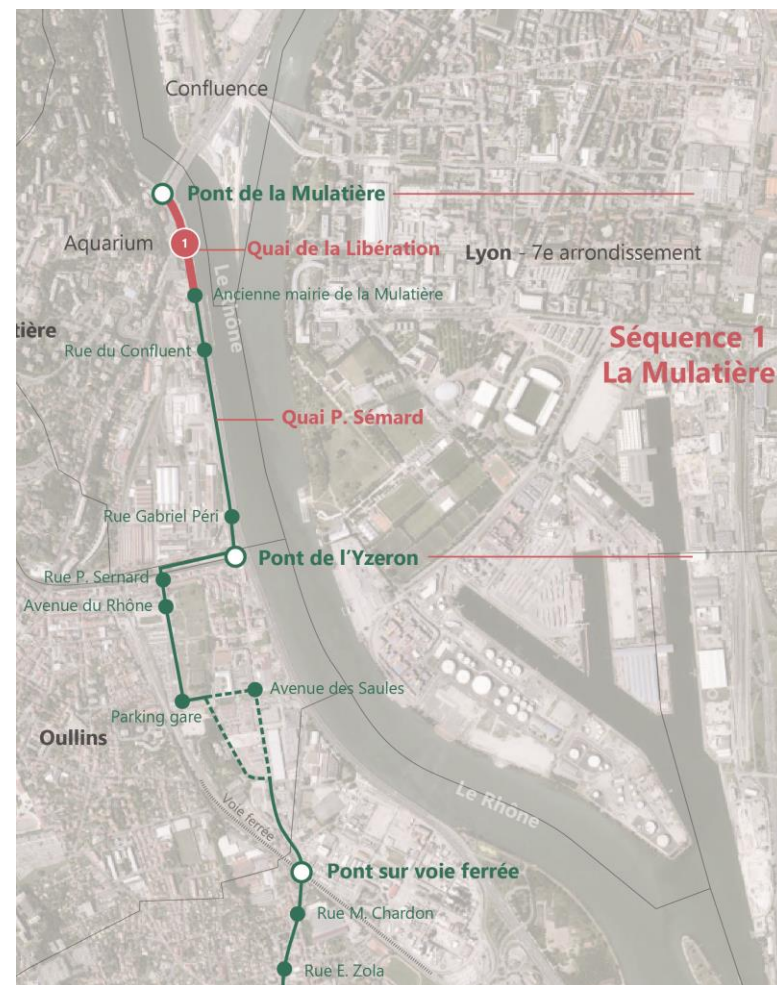 Confluence
Pont de la Mulatière
Aquarium
1
Quai de la Libération
Lyon - 7e arrondissement
Le Rhône
Ancienne mairie de la Mulatière
tière
Séquence 1
La Mulatière
Rue du Confluent
Quai P. Sémard
Rue Gabriel Péri
Pont de l'Yzeron
Rue P. Sernard
Avenue du Rhône
Avenue des Saules
Parking gare
Oullins
Voie ferrée
Le Rhône
Pont sur voie ferrée
Rue M. Chardon
Rue E. Zola